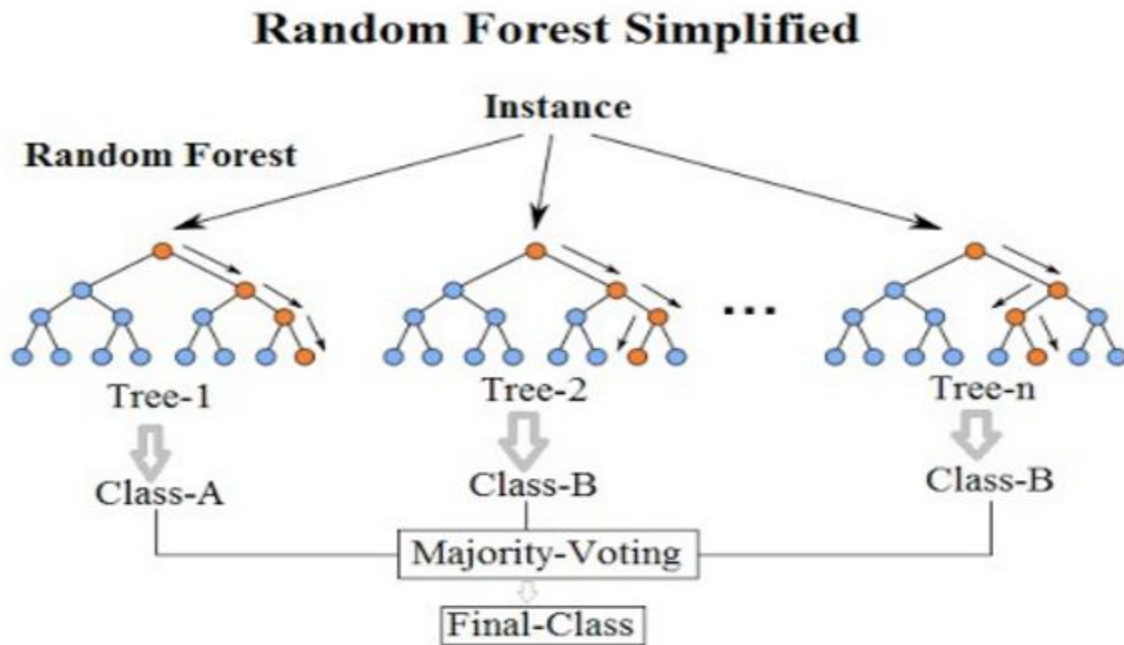 Random Forest Simplified
Instance
Random Forest
...
Tree-1
Tree-2
Tree-n
Class-A
Class-B
Class-B
Majority-Voting
Final-Class